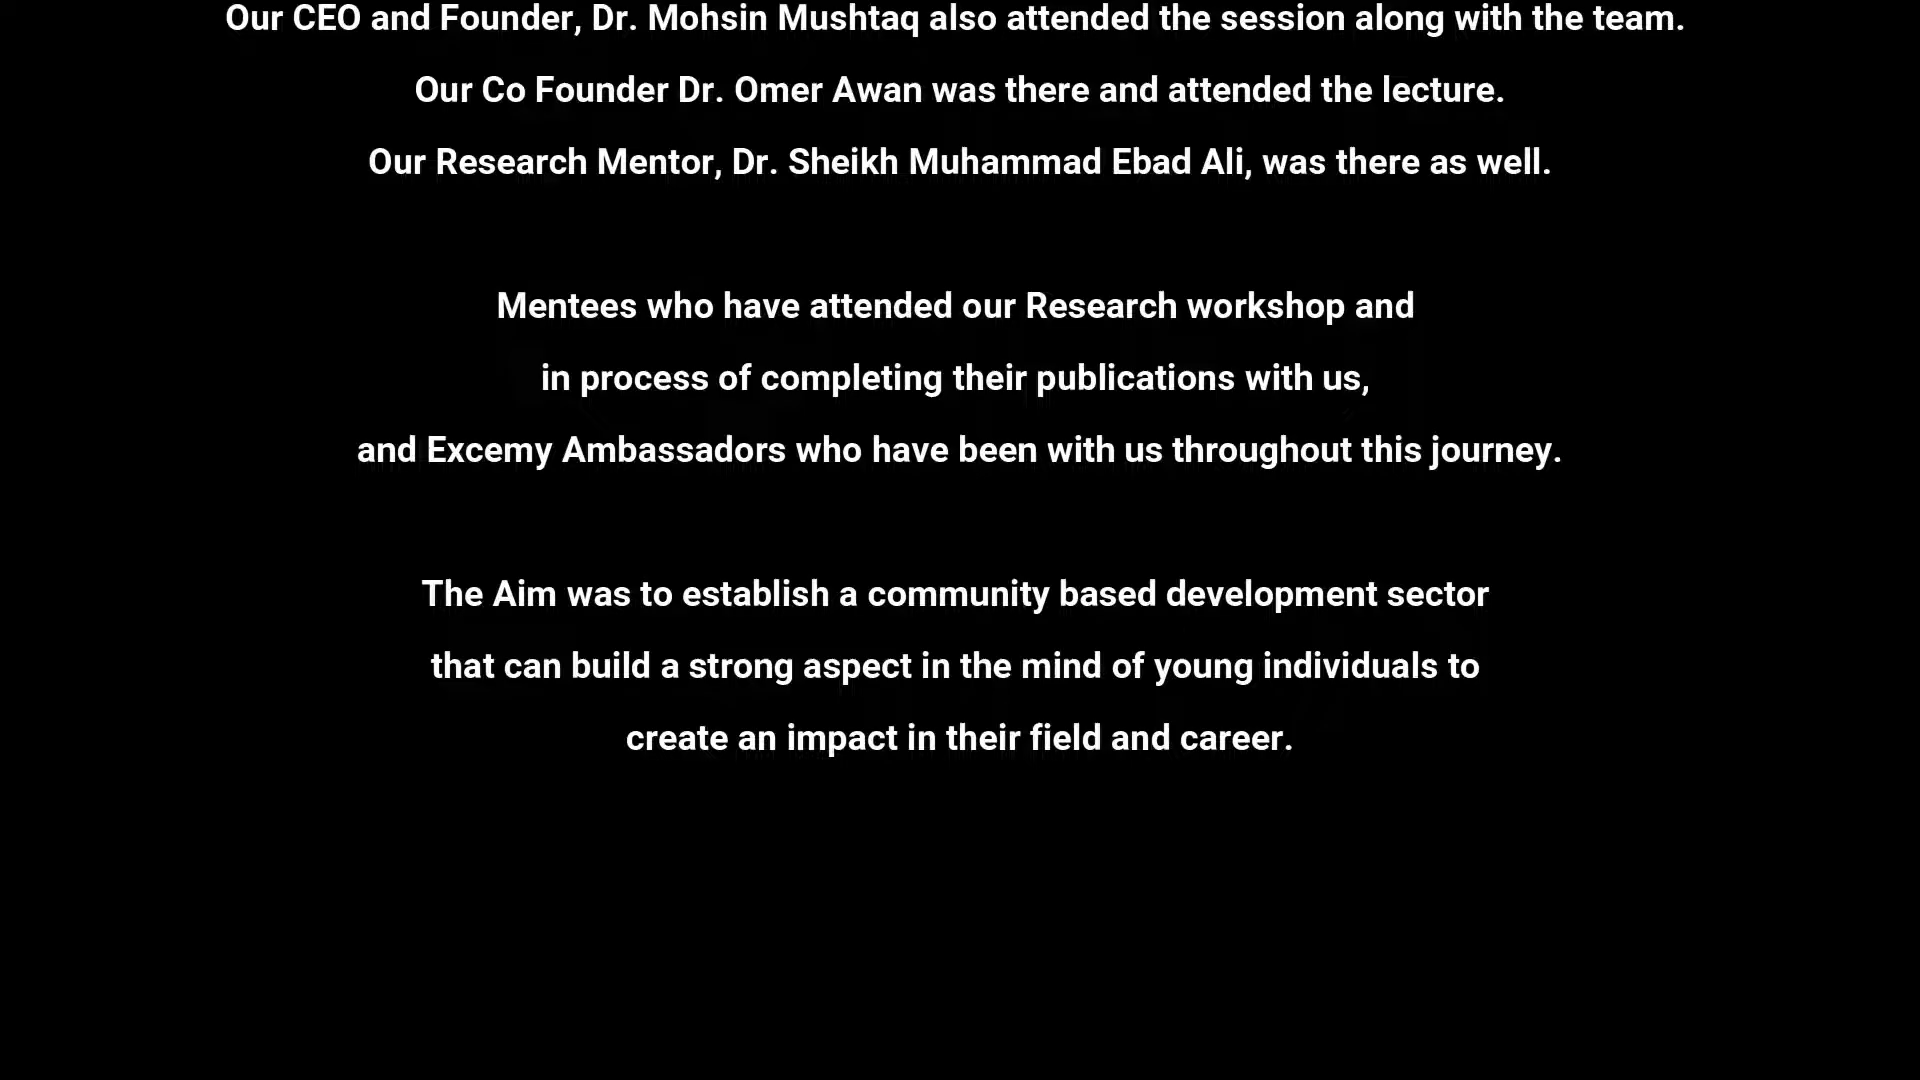 Our CEO and Founder, Dr. Mohsin Mushtaq also attended the session along with the team.
Our Co Founder Dr. Omer Awan was there and attended the lecture.
Our Research Mentor, Dr. Sheikh Muhammad Ebad Ali, was there as well.
Mentees who have attended our Research workshop and
in process of completing their publications with us,
and Excemy Ambassadors who have been with us throughout this journey.
The Aim was to establish a community based development sector
that can build a strong aspect in the mind of young individuals to
create an impact in their field and career.